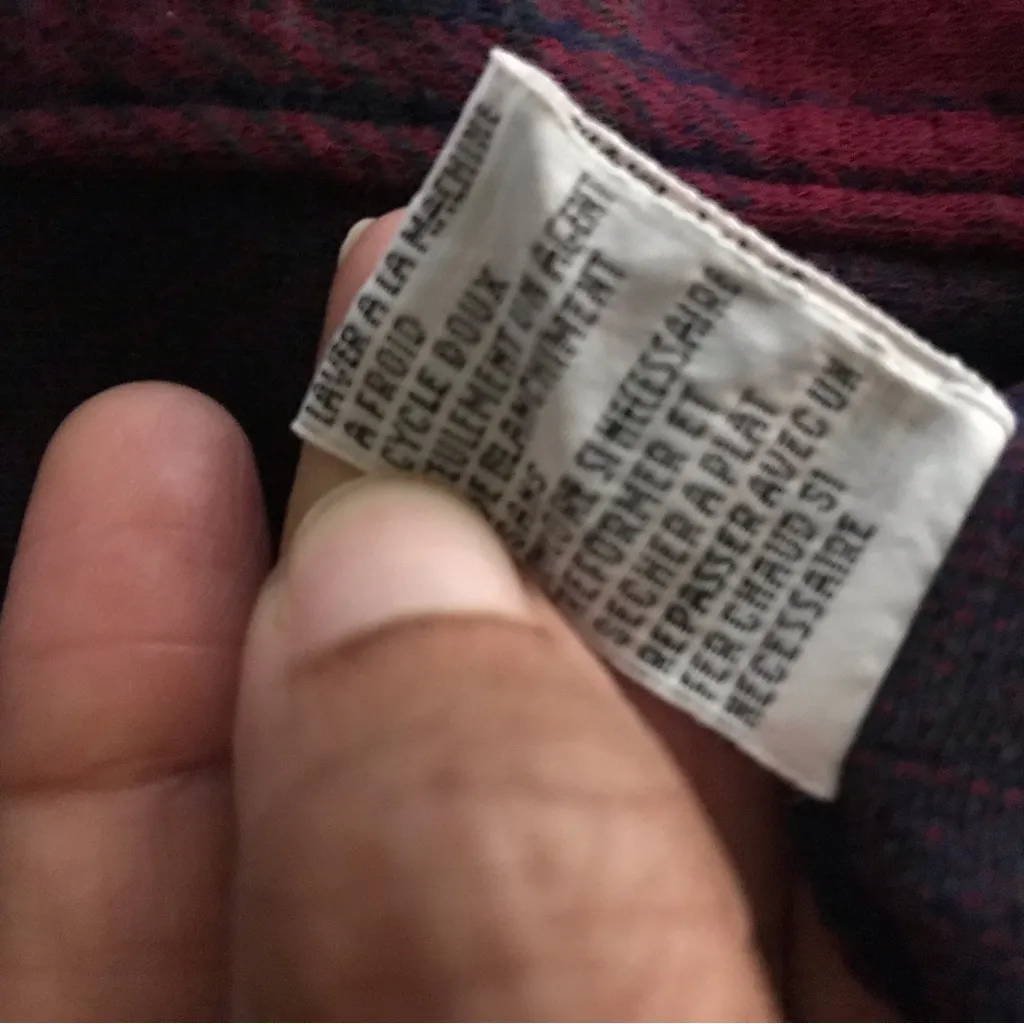 LAVER A LA MACHINE
A FROID
CYCLE DOUX
SEULEMENT UN AGENT
DE BLANCHIMENT
SANS
SI NECESSAIRE
REFORMER ET
SECHER A PLAT
REPASSER AVEC UN
FER CHAUD SI
NECESSAIRE